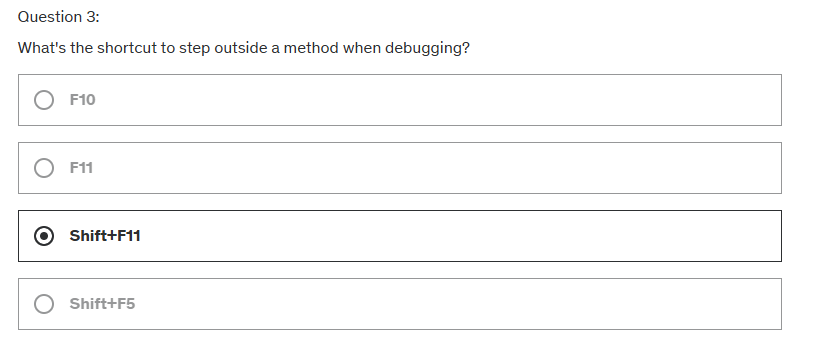 Question 3:
What's the shortcut to step outside a method when debugging?
F10
F11
Shift+F11
Shift+F5